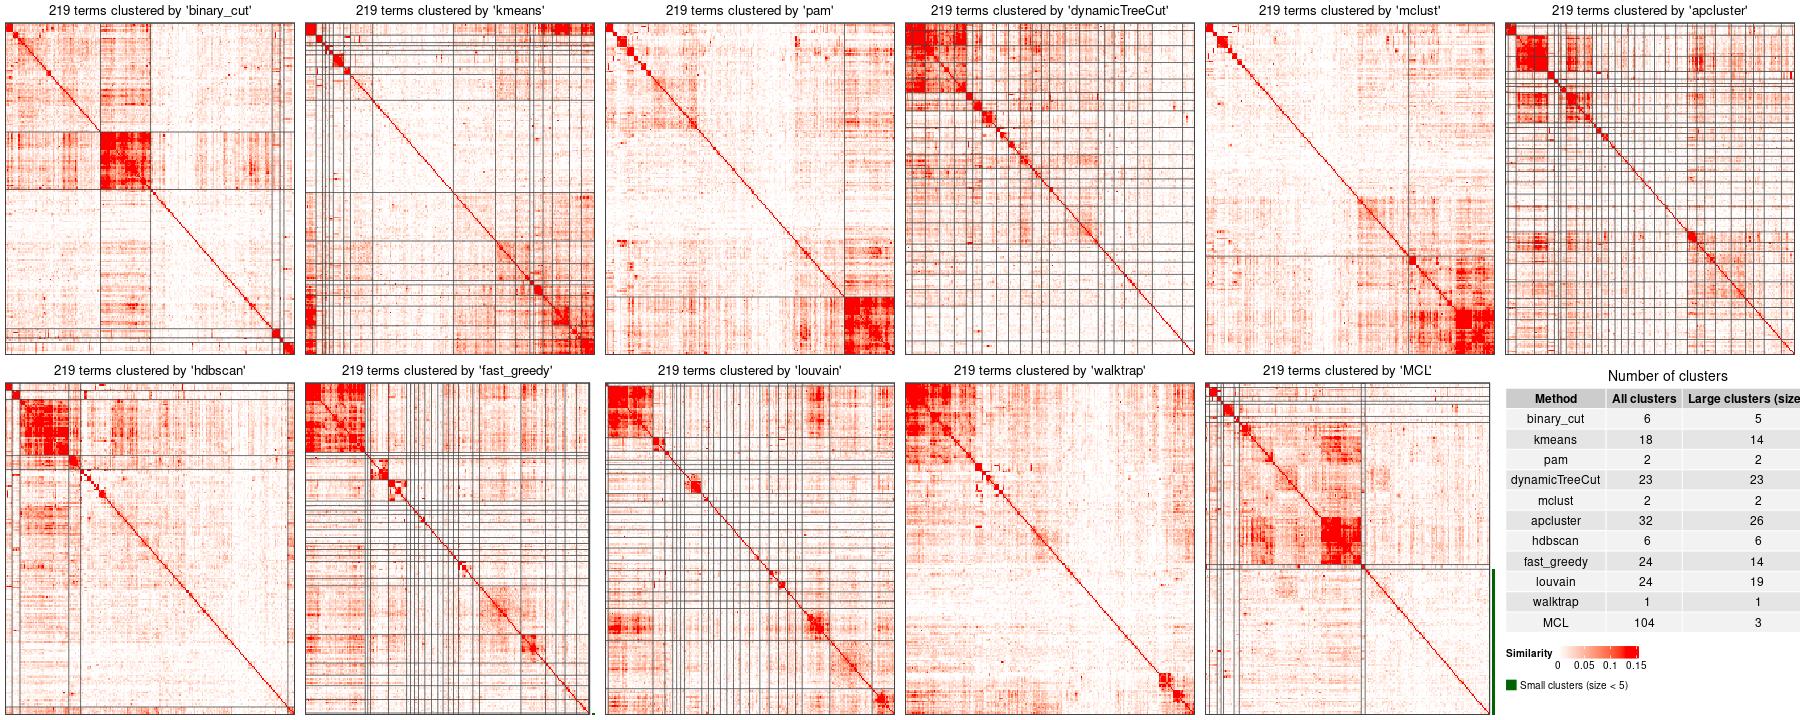 219 terms clustered by 'binary_cut'
219 terms clustered by 'kmeans'
219 terms clustered by 'pam'
219 terms clustered by 'dynamicTreeCut'
219 terms clustered by 'mclust'
219 terms clustered by 'apcluster'
219 terms clustered by 'hdbscan'
219 terms clustered by 'fast_greedy'
219 terms clustered by 'louvain'
219 terms clustered by 'walktrap'
219 terms clustered by 'MCL'
Number of clusters
Method All clusters Large clusters (size
binary_cut 6 5
kmeans 18 14
pam 2 2
dynamicTreeCut 23 23
mclust 2 2
apcluster 32 26
hdbscan 6 6
fast_greedy 24 14
louvain 24 19
walktrap 1 1
MCL 104 3
Similarity
0 0.05 0.1 0.15
Small clusters (size < 5)